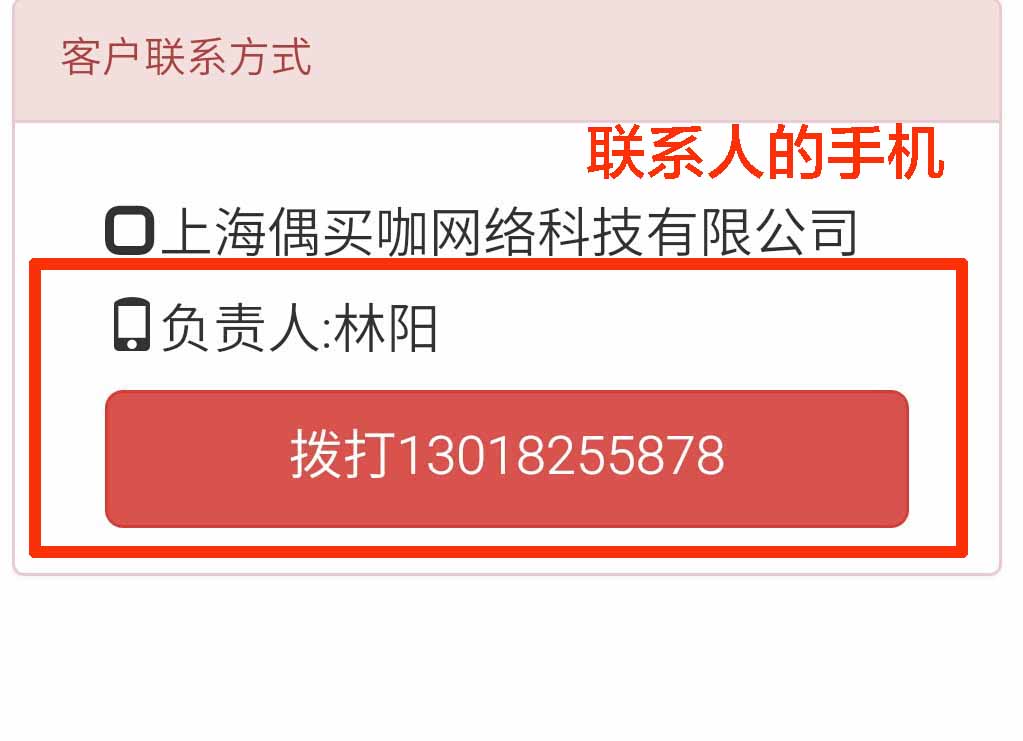 客户联系方式
联系人的手机
上海偶买咖网络科技有限公司
负责人:林阳
拨打13018255878